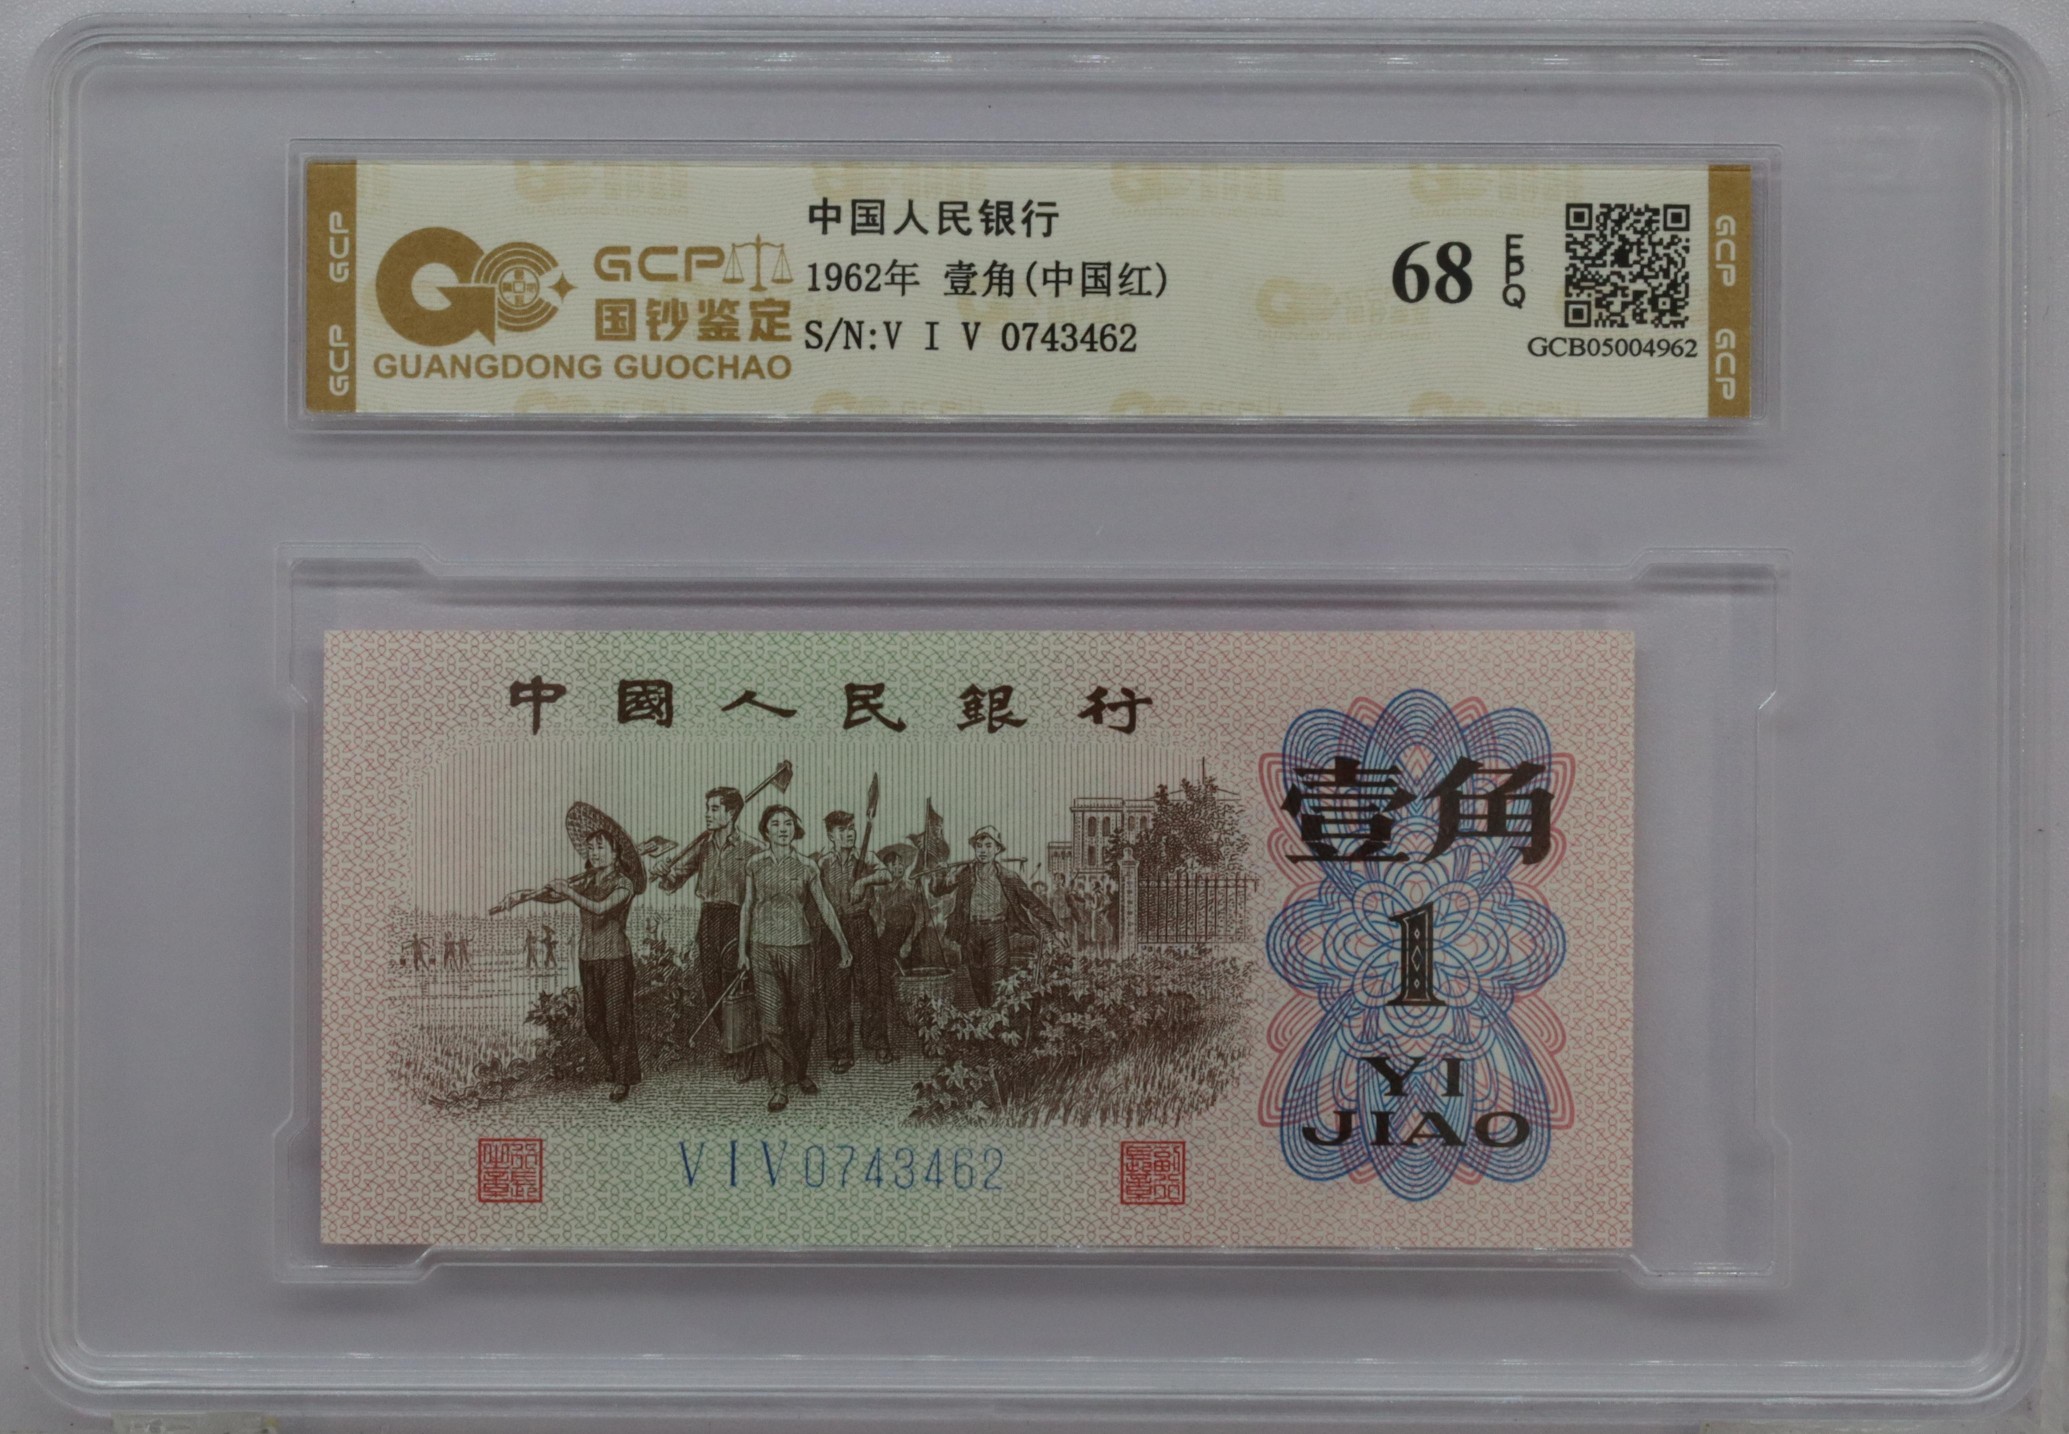 GCP
GCP
GCP
国钞鉴定
GUANGDONG GUOCHAO
中国人民银行
1962年 壹角(中国红)
S/N:V I V 0743462
68
EPQ
GCB05004962
GCP
GCP
中國人民銀行
壹角
1
YI
JIAO
VIV0743462